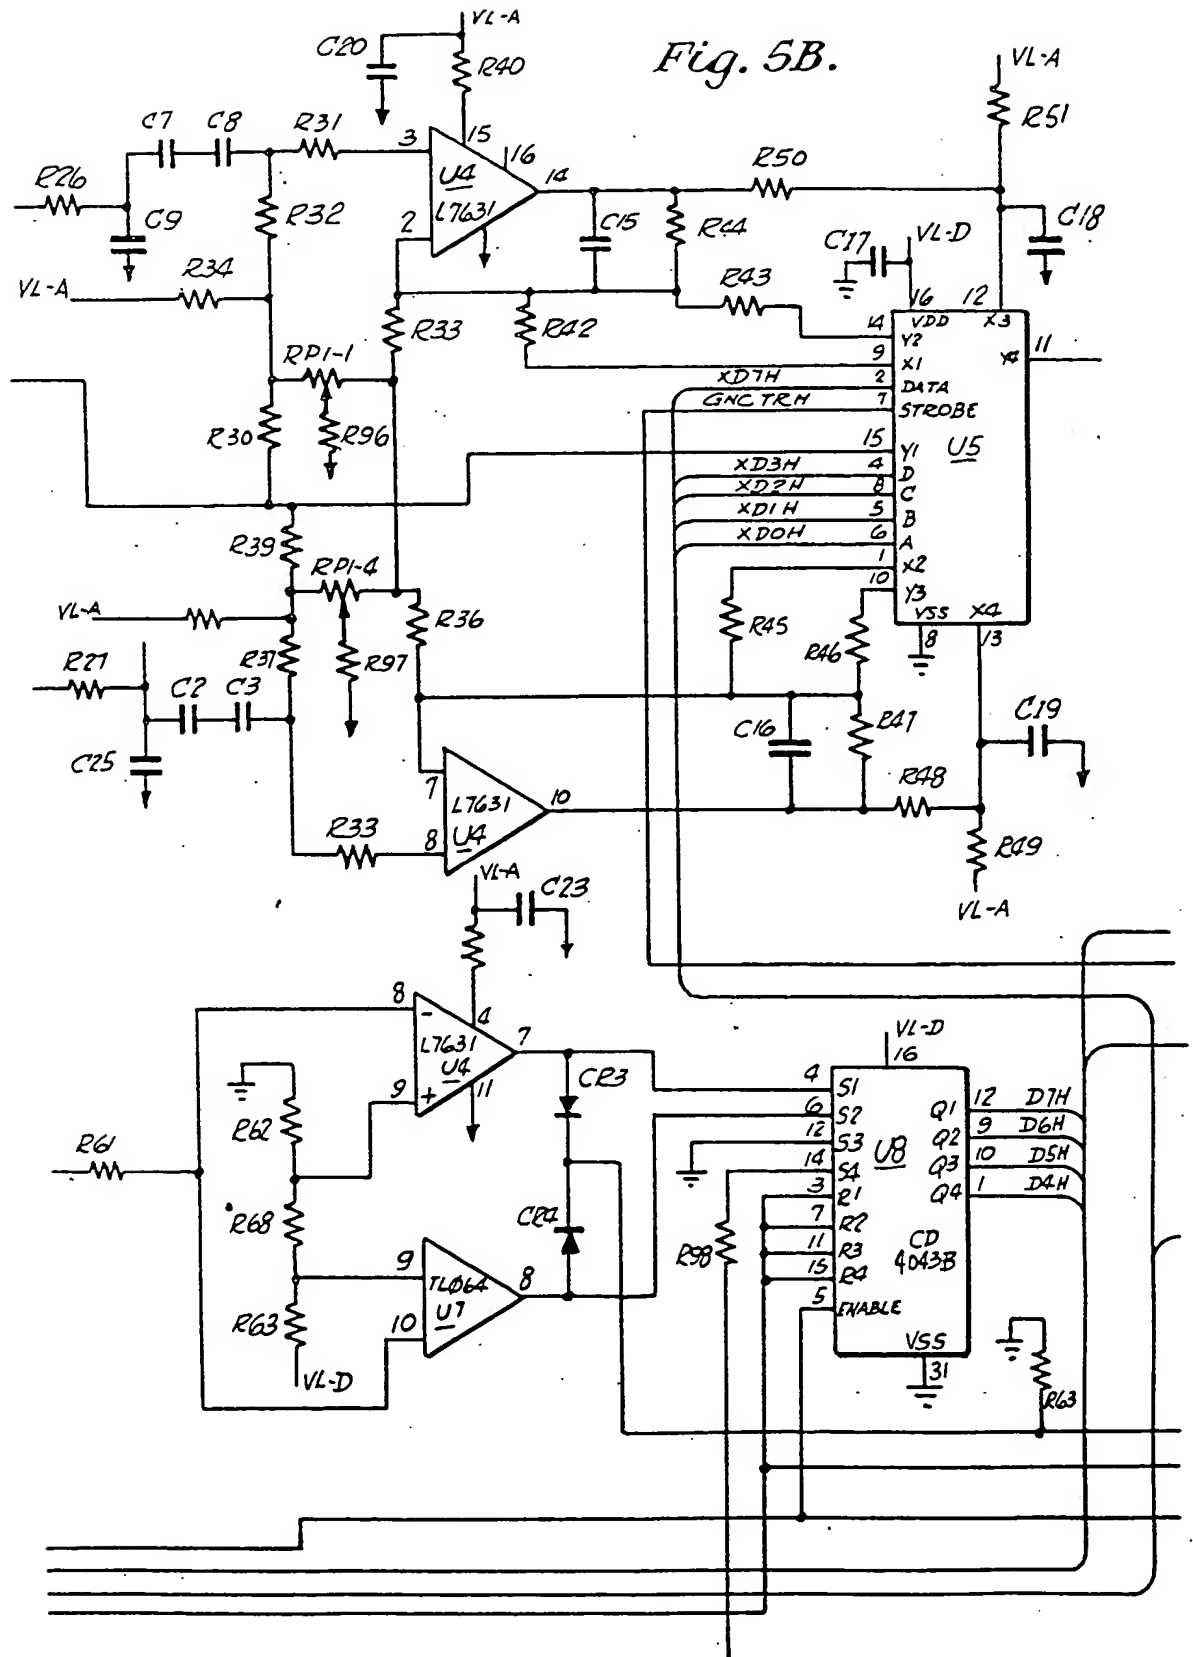 VL-A
C20
R40
Fig. 5B.
VL-A
R51
C7
C8
R31
3
15
16
U4
L7631
14
2
R50
R26
C9
R32
C15
R44
C18
C17
VL-D
R34
VL-A
R43
R33
R42
16
12
VDD
X3
14
Y2
9
X1
Y4
11
RP1-1
XD7H
2
DATA
GNCTRH
7
STROBE
R30
R96
U5
15
Y1
XD3H
4
D
XD2H
8
C
XD1H
5
B
XD0H
6
A
R39
RP1-4
1
X2
10
Y3
VL-A
R36
R45
VSS
X4
8
13
R46
R37
R97
R27
C2
C3
C25
C16
R47
C19
7
L7631
U4
10
R48
8
R33
R49
VL-A
VL-A
C23
8
-
4
L7631
U4
7
9
+
11
CR3
VL-D
16
R62
R61
4
S1
6
S2
12
S3
14
S4
3
R1
7
R2
11
R3
15
R4
5
ENABLE
U8
CD
4043B
Q1
12
D7H
Q2
9
D6H
Q3
10
D5H
Q4
1
D4H
R68
CR4
R98
9
TL064
U7
8
10
R63
VL-D
VSS
31
R63